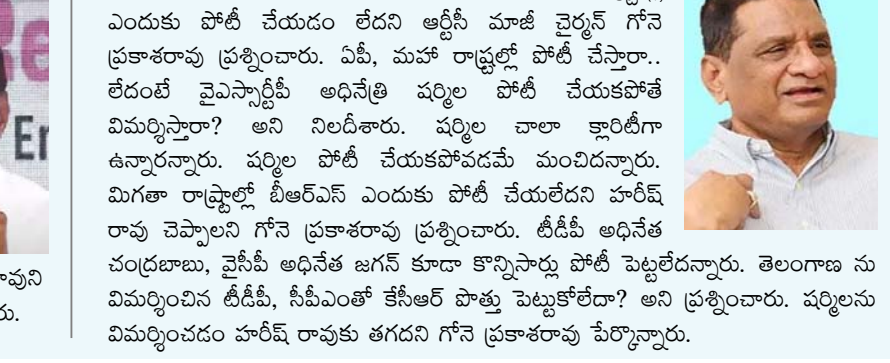 ఎందుకు పోటీ చేయడం లేదని ఆర్టీసీ మాజీ చైర్మన్ గోనె
ప్రకాశరావు ప్రశ్నించారు. ఏపీ, మహా రాష్ట్రల్లో పోటీ చేస్తారా..
లేదంటే వైఎస్సార్టీపీ అధినేత్రి షర్మిల పోటీ చేయకపోతే
విమర్శిస్తారా? అని నిలదీశారు. షర్మిల చాలా క్లారిటీగా
ఉన్నారన్నారు. షర్మిల పోటీ చేయకపోవడమే మంచిదన్నారు.
మిగతా రాష్ట్రాల్లో బీఆర్ఎస్ ఎందుకు పోటీ చేయలేదని హరీష్
రావు చెప్పాలని గోనె ప్రకాశరావు ప్రశ్నించారు. టీడీపీ అధినేత
చంద్రబాబు, వైసీపీ అధినేత జగన్ కూడా కొన్నిసార్లు పోటీ పెట్టలేదన్నారు. తెలంగాణ ను
విమర్శించిన టీడీపీ, సీపీఎంతో కేసీఆర్ పొత్తు పెట్టుకోలేదా? అని ప్రశ్నించారు. షర్మిలను
విమర్శించడం హరీష్ రావుకు తగదని గోనె ప్రకాశరావు పేర్కొన్నారు.